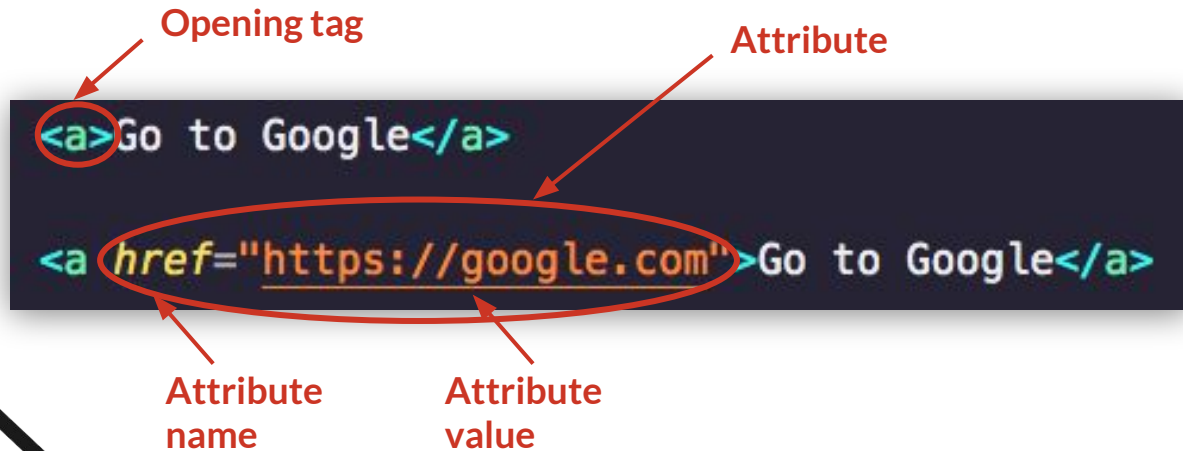 Opening tag
Attribute
<a>Go to Google</a>
<a href="https://google.com">Go to Google</a>
Attribute
name
Attribute
value